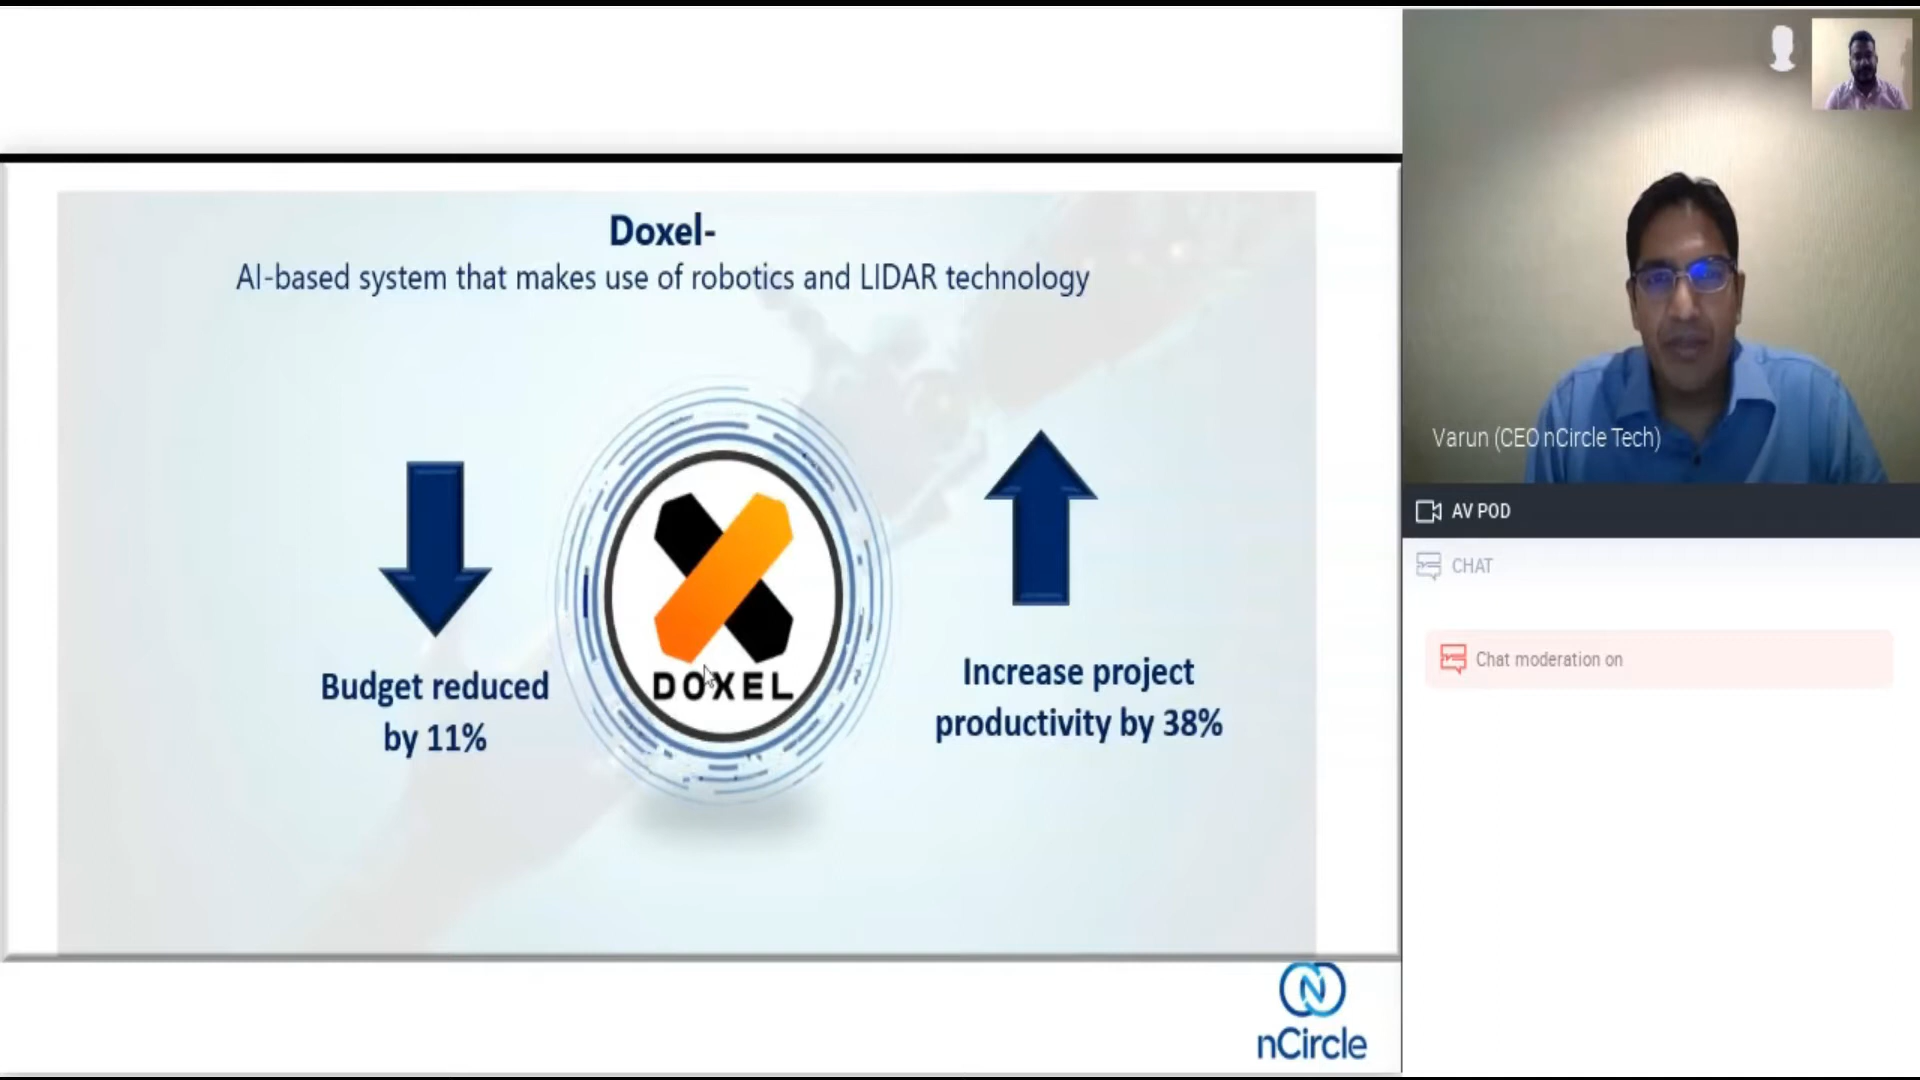 Doxel-
AI-based system that makes use of robotics and LIDAR technology
Budget reduced
by 11%
DOXEL
Increase project
productivity by 38%
nCircle
Varun (CEO nCircle Tech)
AV POD
CHAT
Chat moderation on